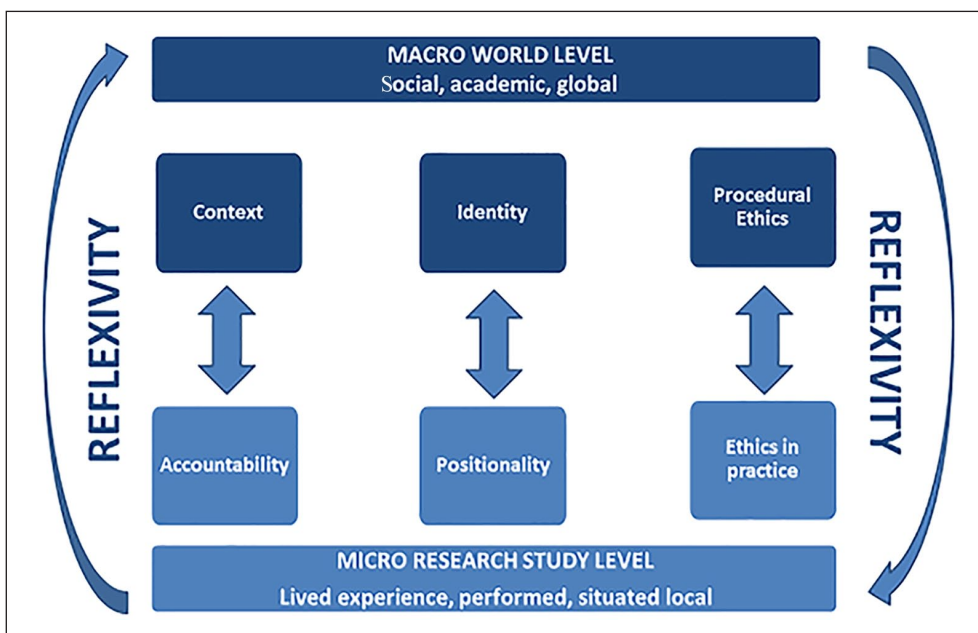 MACRO WORLD LEVEL
Social, academic, global
REFLEXIVITY
Context
Identity
Procedural
Ethics
REFLEXIVITY
Accountability
Positionality
Ethics in
practice
MICRO RESEARCH STUDY LEVEL
Lived experience, performed, situated local